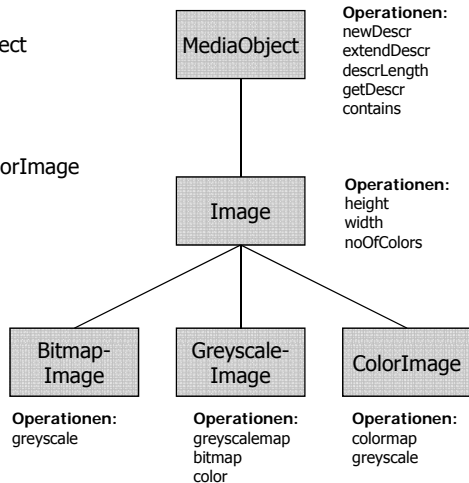 ect
MediaObject
Operationen:
newDescr
extendDescr
descrLength
getDescr
contains
orImage
Image
Operationen:
height
width
noOfColors
Bitmap-
Image
Greyscale-
Image
ColorImage
Operationen:
greyscale
Operationen:
greyscalemap
bitmap
color
Operationen:
colormap
greyscale